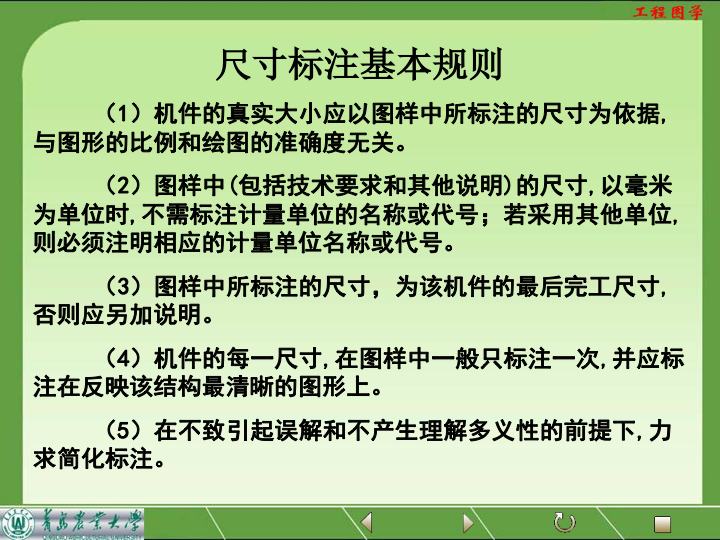 工程图学
尺寸标注基本规则
（1）机件的真实大小应以图样中所标注的尺寸为依据,
与图形的比例和绘图的准确度无关。
（2）图样中(包括技术要求和其他说明)的尺寸,以毫米
为单位时,不需标注计量单位的名称或代号；若采用其他单位,
则必须注明相应的计量单位名称或代号。
（3）图样中所标注的尺寸，为该机件的最后完工尺寸,
否则应另加说明。
（4）机件的每一尺寸,在图样中一般只标注一次,并应标
注在反映该结构最清晰的图形上。
（5）在不致引起误解和不产生理解多义性的前提下,力
求简化标注。
青岛农业大学